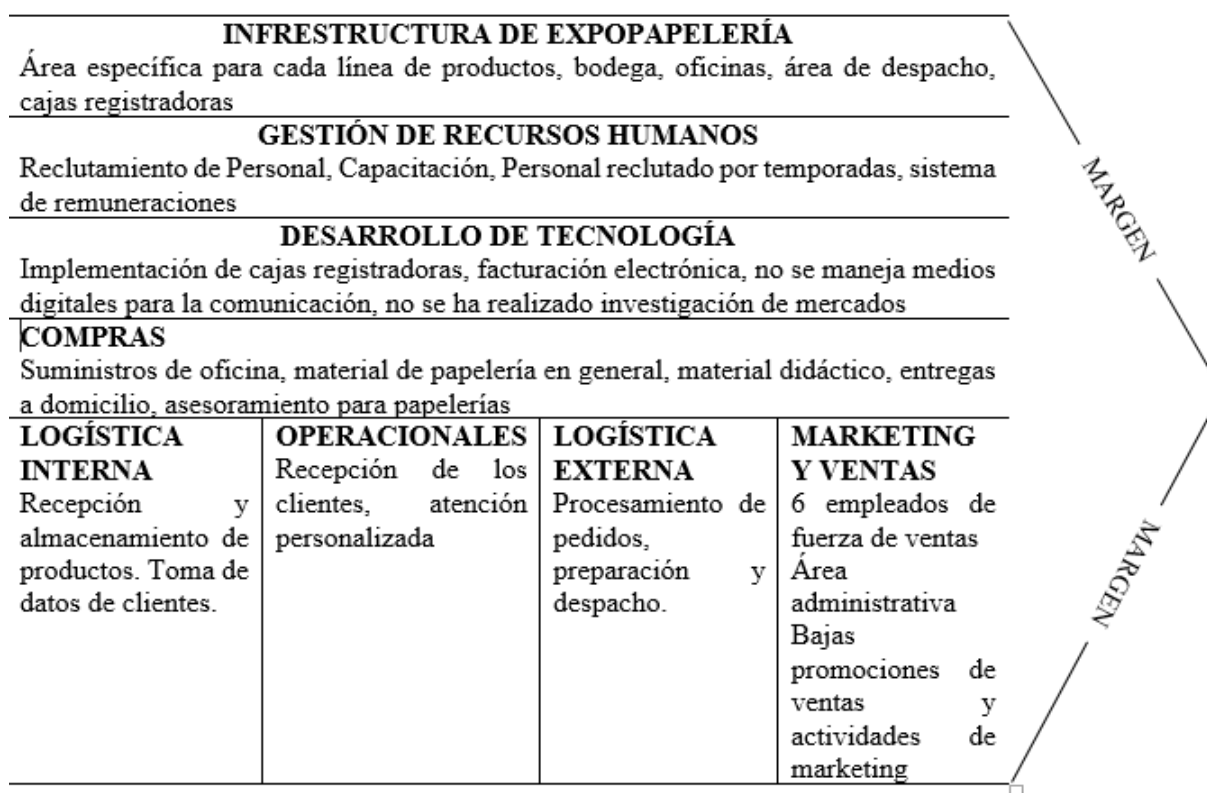 INFRESTRUCTURA DE EXPOPAPELERÍA
Área específica para cada línea de productos, bodega, oficinas, área de despacho,
cajas registradoras
GESTIÓN DE RECURSOS HUMANOS
Reclutamiento de Personal, Capacitación, Personal reclutado por temporadas, sistema
de remuneraciones
DESARROLLO DE TECNOLOGÍA
Implementación de cajas registradoras, facturación electrónica, no se maneja medios
digitales para la comunicación, no se ha realizado investigación de mercados
COMPRAS
Suministros de oficina, material de papelería en general, material didáctico, entregas
a domicilio, asesoramiento para papelerías
LOGÍSTICA
INTERNA
Recepción y
almacenamiento de
productos. Toma de
datos de clientes.
OPERACIONALES
Recepción de los
clientes, atención
personalizada
LOGÍSTICA
EXTERNA
Procesamiento de
pedidos,
preparación y
despacho.
MARKETING
Y VENTAS
6 empleados de
fuerza de ventas
Área
administrativa
Bajas
promociones de
ventas y
actividades de
marketing
MARGEN
MARGEN